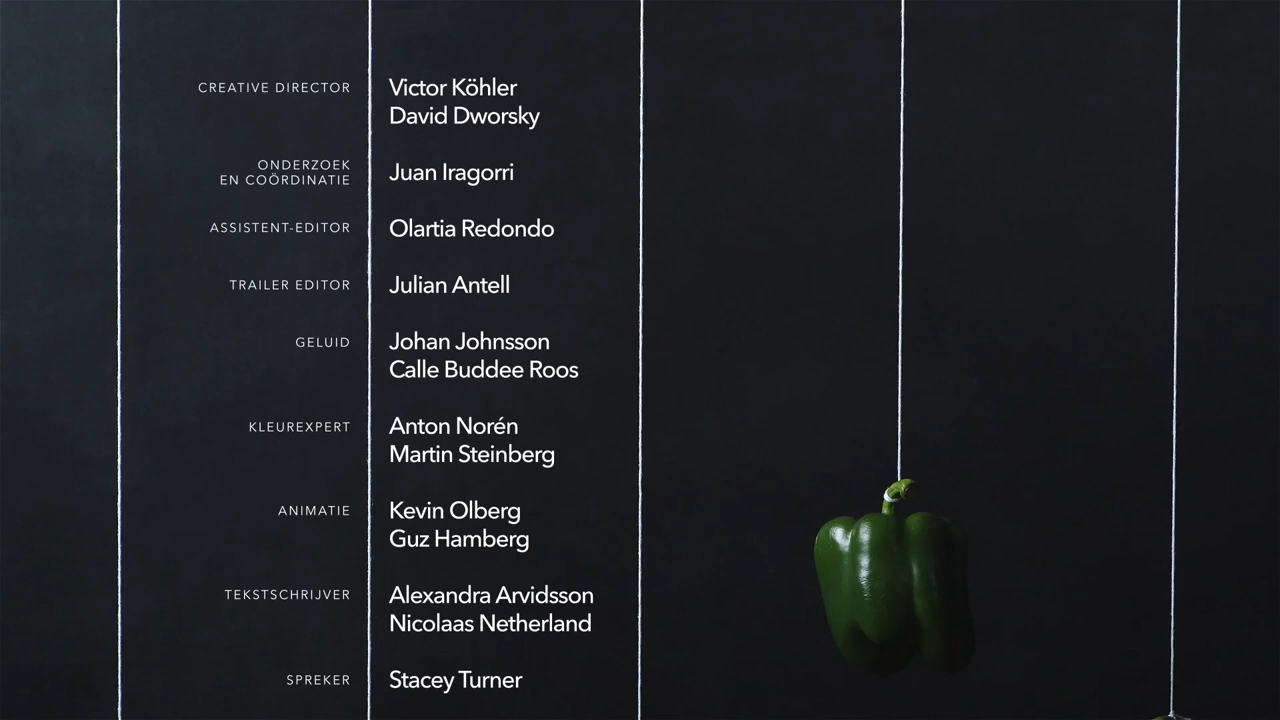 CREATIVE DIRECTOR Victor Köhler
David Dworsky
ONDERZOEK
EN COÖRDINATIE Juan Iragorri
ASSISTENT-EDITOR Olartia Redondo
TRAILER EDITOR Julian Antell
GELUID Johan Johnsson
Calle Buddee Roos
KLEUREXPERT Anton Norén
Martin Steinberg
ANIMATIE Kevin Olberg
Guz Hamberg
TEKSTSCHRIJVER Alexandra Arvidsson
Nicolaas Netherland
SPREKER Stacey Turner